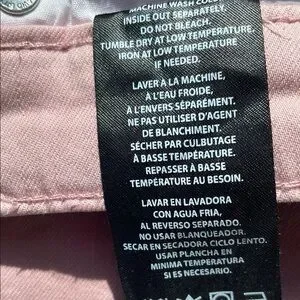 MACHINE WASH COLD
INSIDE OUT SEPARATELY.
DO NOT BLEACH.
TUMBLE DRY AT LOW TEMPERATURE.
IRON AT LOW TEMPERATURE
IF NEEDED.
LAVER À LA MACHINE,
À L'EAU FROIDE,
À L'ENVERS SÉPARÉMENT.
NE PAS UTILISER D'AGENT
DE BLANCHIMENT.
SÉCHER PAR CULBUTAGE
À BASSE TEMPÉRATURE.
REPASSER À BASSE
TEMPÉRATURE AU BESOIN.
LAVAR EN LAVADORA
CON AGUA FRIA,
AL REVERSO SEPARADO.
NO USAR BLANQUEADOR.
SECAR EN SECADORA CICLO LENTO.
USAR PLANCHA EN
MINIMA TEMPERATURA
SI ES NECESARIO.